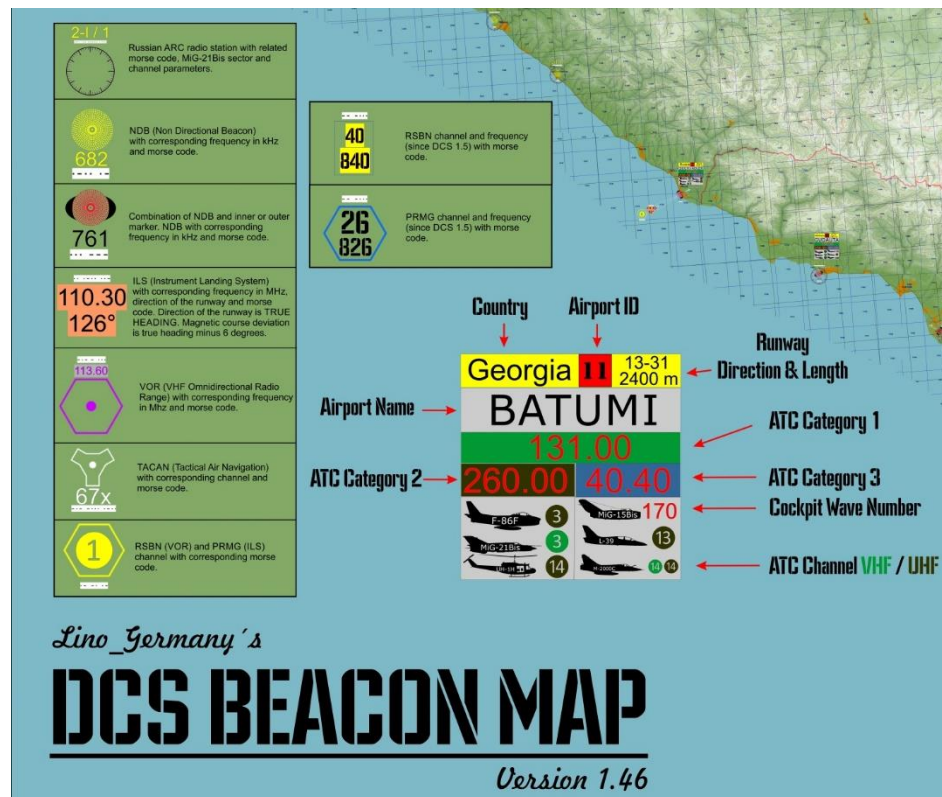 2-I / 1
Russian ARC radio station with related
morse code, MiG-21Bis sector and
channel parameters.
682
NDB (Non Directional Beacon)
with corresponding frequency in kHz
and morse code.
761
Combination of NDB and inner or outer
marker. NDB with corresponding
frequency in kHz and morse code.
110.30
126°
ILS (Instrument Landing System)
with corresponding frequency in MHz,
direction of the runway and morse
code. Direction of the runway is TRUE
HEADING. Magnetic course deviation
is true heading minus 6 degrees.
113.60
VOR (VHF Omnidirectional Radio
Range) with corresponding frequency
in Mhz and morse code.
67x
TACAN (Tactical Air Navigation)
with corresponding channel and
morse code.
1
RSBN (VOR) and PRMG (ILS)
channel with corresponding morse
code.
40
840
RSBN channel and frequency
(since DCS 1.5) with morse
code.
26
826
PRMG channel and frequency
(since DCS 1.5) with morse
code.
Country
Airport ID
Runway
Direction & Length
Georgia 11 13-31
2400 m
Airport Name
BATUMI
ATC Category 1
131.00
ATC Category 2
260.00 40.40
ATC Category 3
Cockpit Wave Number
F-86F 3
MiG-15Bis 170
MiG-21Bis 3
L-39 13
UH-1H 14
M-2000C 14 14
ATC Channel VHF / UHF
Lino_Germany´s
DCS BEACON MAP
Version 1.46